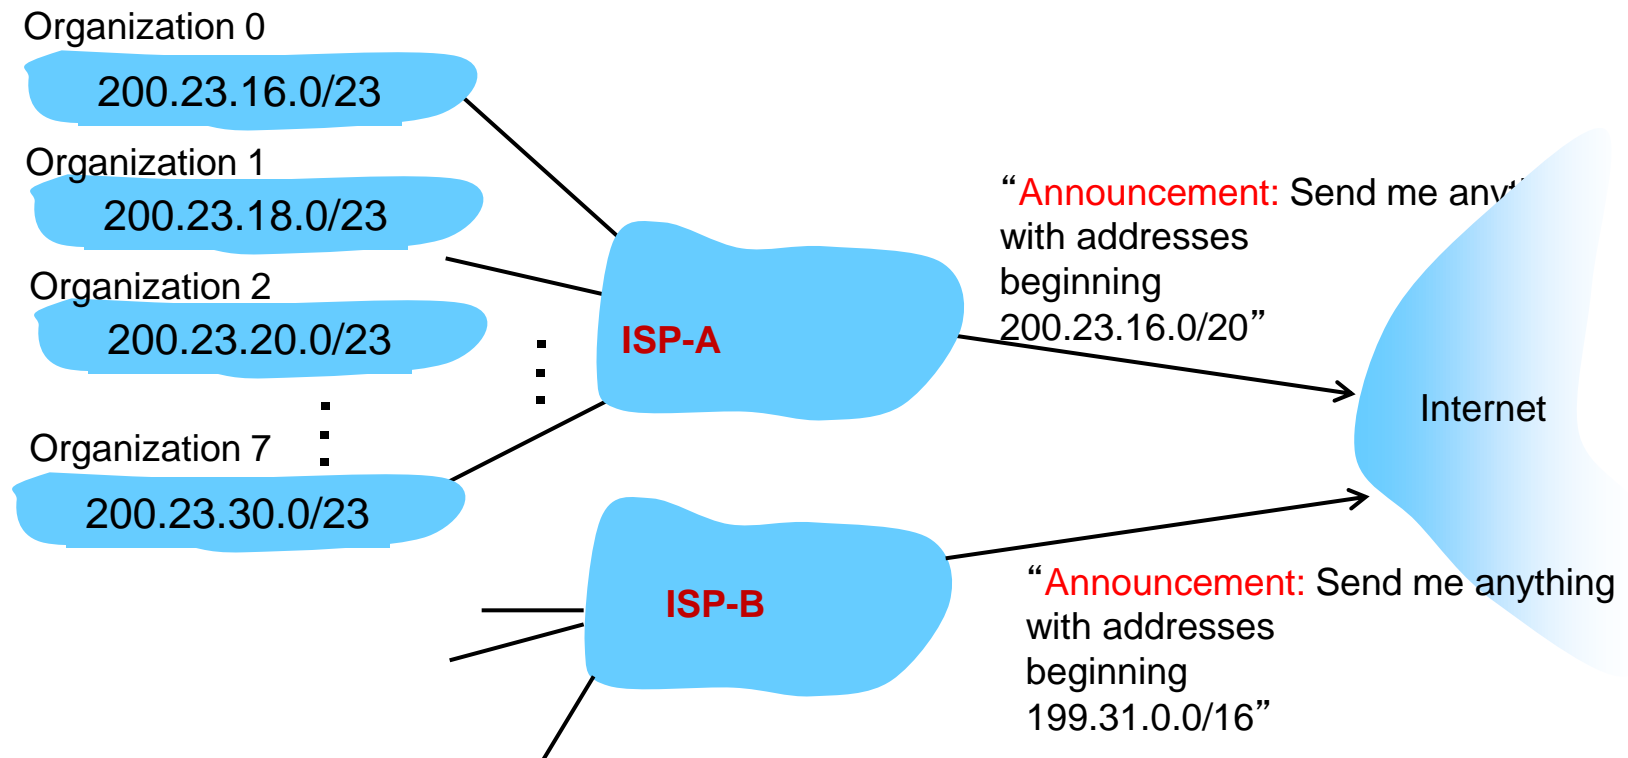 Organization 0
200.23.16.0/23
Organization 1
200.23.18.0/23
Organization 2
200.23.20.0/23
Organization 7
200.23.30.0/23
ISP-A
“Announcement: Send me
with addresses
beginning
200.23.16.0/20”
Internet
ISP-B
“Announcement: Send me anything
with addresses
beginning
199.31.0.0/16”